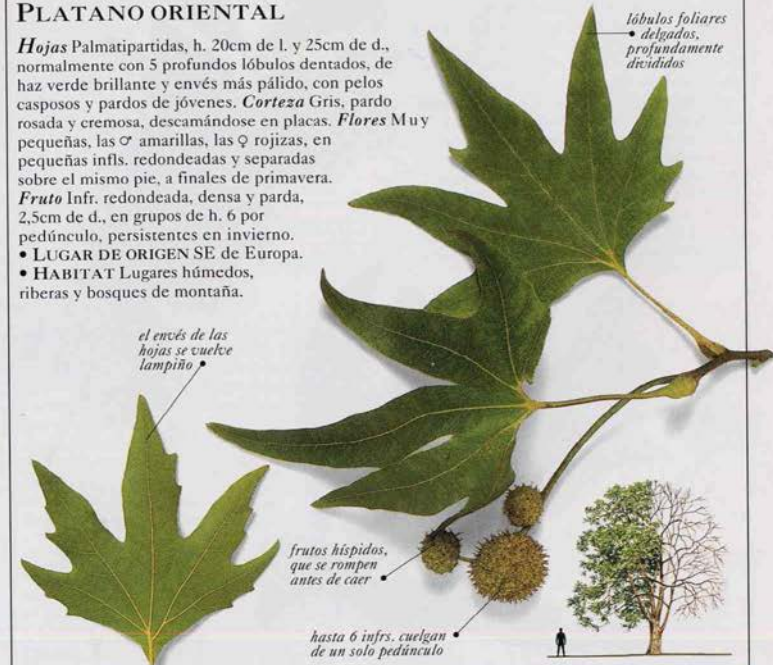 PLATANO ORIENTAL
Hojas Palmatipartidas, h. 20cm de l. y 25cm de d.,
normalmente con 5 profundos lóbulos dentados, de
haz verde brillante y envés más pálido, con pelos
casposos y pardos de jóvenes. Corteza Gris, pardo
rosada y cremosa, descamándose en placas. Flores Muy
pequeñas, las ♂ amarillas, las ♀ rojizas, en
pequeñas infls. redondeadas y separadas
sobre el mismo pie, a finales de primavera.
Fruto Infr. redondeada, densa y parda,
2,5cm de d., en grupos de h. 6 por
pedúnculo, persistentes en invierno.
• LUGAR DE ORIGEN SE de Europa.
• HABITAT Lugares húmedos,
riberas y bosques de montaña.
lóbulos foliares
delgados,
profundamente
divididos
el envés de las
hojas se vuelve
lampiño
frutos híspidos,
que se rompen
antes de caer
hasta 6 infrs. cuelgan
de un solo pedúnculo